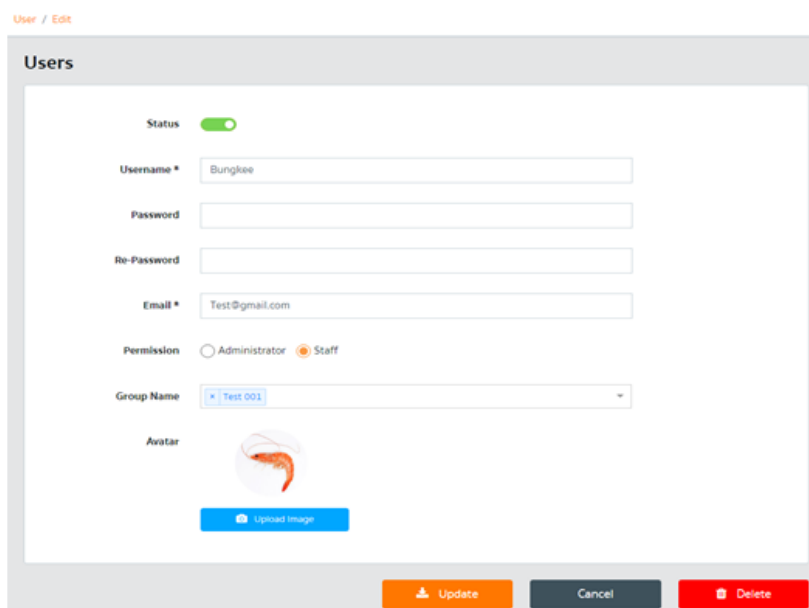 User / Edit
Users
Status
Username * Bungkee
Password
Re-Password
Email * Test@gmail.com
Permission Administrator Staff
Group Name × Test 001
Avatar
Upload Image
Update Cancel Delete